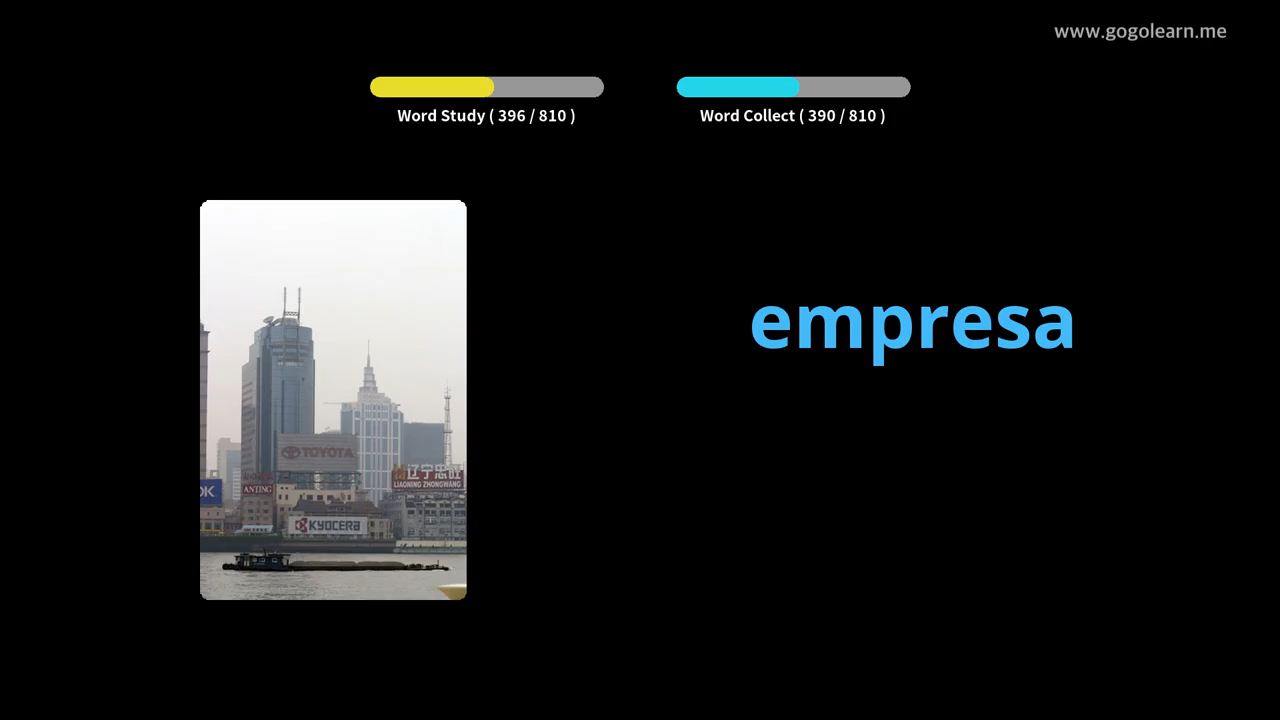 www.gogolearn.me
Word Study ( 396 / 810 )
Word Collect ( 390 / 810 )
empresa
TOYOTA
辽宁忠旺
LIAONING ZHONGWANG
OK
ANTING
KYOCERA